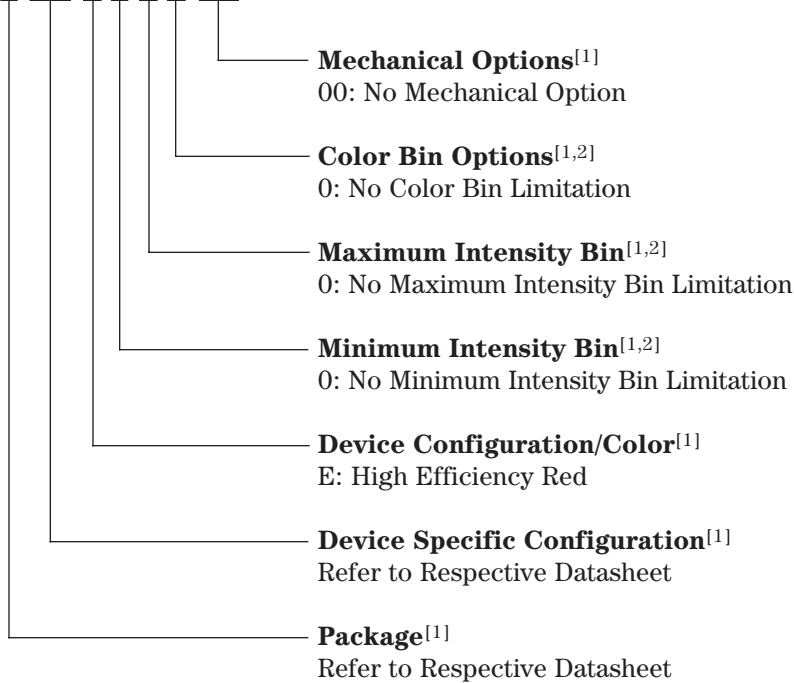 Mechanical Options[1]
00: No Mechanical Option
Color Bin Options[1,2]
0: No Color Bin Limitation
Maximum Intensity Bin[1,2]
0: No Maximum Intensity Bin Limitation
Minimum Intensity Bin[1,2]
0: No Minimum Intensity Bin Limitation
Device Configuration/Color[1]
E: High Efficiency Red
Device Specific Configuration[1]
Refer to Respective Datasheet
Package[1]
Refer to Respective Datasheet